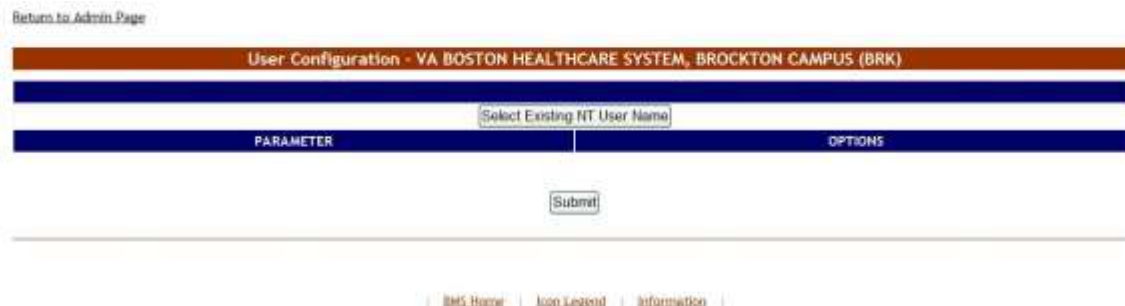 Return to Admin Page
User Configuration - VA BOSTON HEALTHCARE SYSTEM, BROCKTON CAMPUS (BRK)
Select Existing NT User Name
PARAMETER OPTIONS
Submit
| BMS Home | Icon Legend | Information |